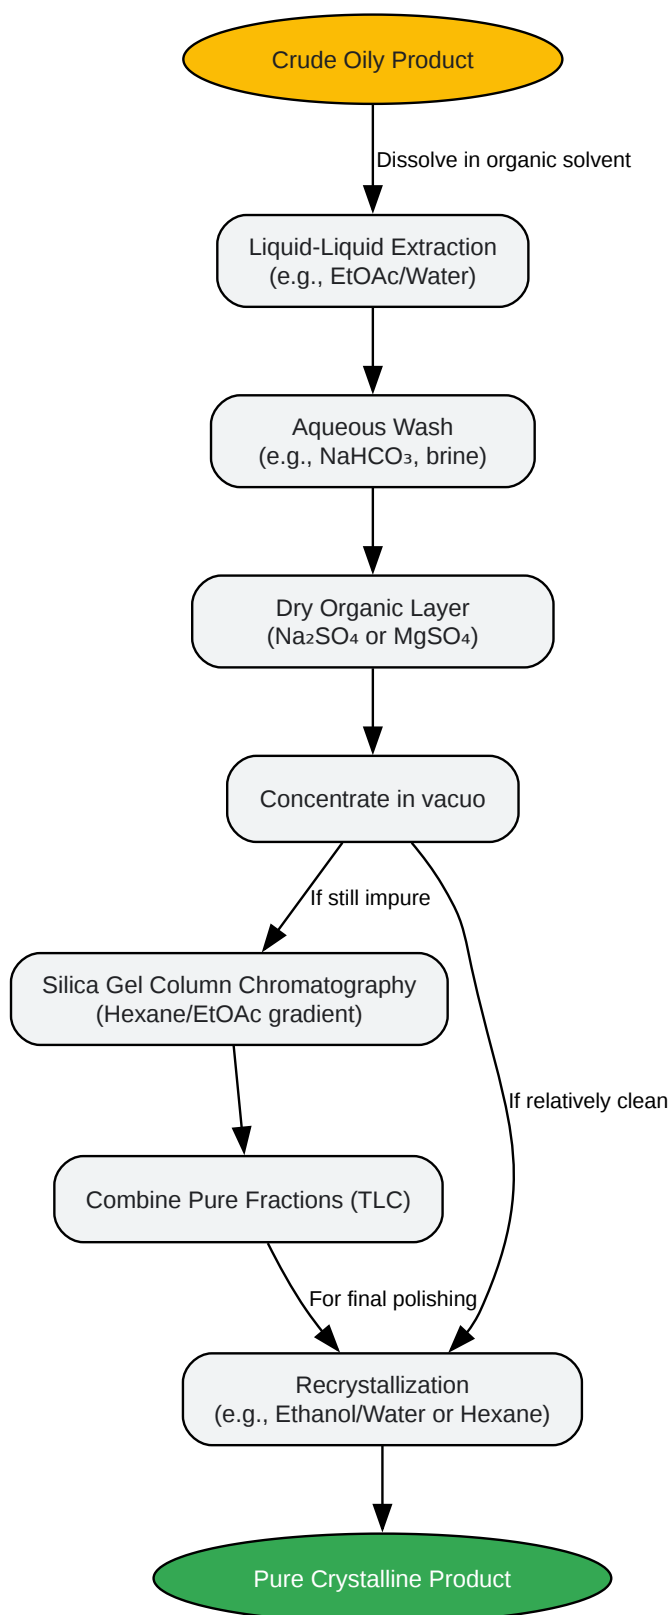 Crude Oily Product
Dissolve in organic solvent
Liquid-Liquid Extraction
(e.g., EtOAc/Water)
Aqueous Wash
(e.g., NaHCO₃, brine)
Dry Organic Layer
(Na₂SO₄ or MgSO₄)
Concentrate in vacuo
If still impure
Silica Gel Column Chromatography
(Hexane/EtOAc gradient)
If relatively clean
Combine Pure Fractions (TLC)
For final polishing
Recrystallization
(e.g., Ethanol/Water or Hexane)
Pure Crystalline Product